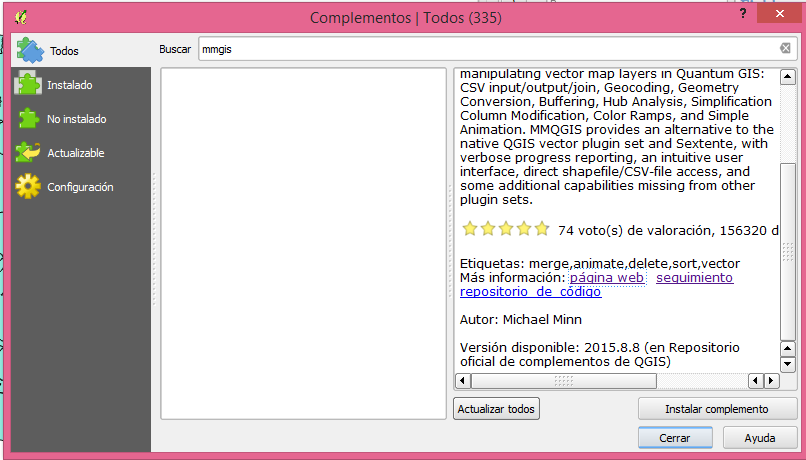 Complementos | Todos (335)
?
Todos
Buscar
mmgis
Instalado
No instalado
Actualizable
Configuración
manipulating vector map layers in Quantum GIS:
CSV input/output/join, Geocoding, Geometry
Conversion, Buffering, Hub Analysis, Simplification
Column Modification, Color Ramps, and Simple
Animation. MMQGIS provides an alternative to the
native QGIS vector plugin set and Sextente, with
verbose progress reporting, an intuitive user
interface, direct shapefile/CSV-file access, and
some additional capabilities missing from other
plugin sets.
74 voto(s) de valoración, 156320 d
Etiquetas: merge,animate,delete,sort,vector
Más información: página web seguimiento
repositorio_de_código
Autor: Michael Minn
Versión disponible: 2015.8.8 (en Repositorio
oficial de complementos de QGIS)
Actualizar todos
Instalar complemento
Cerrar
Ayuda